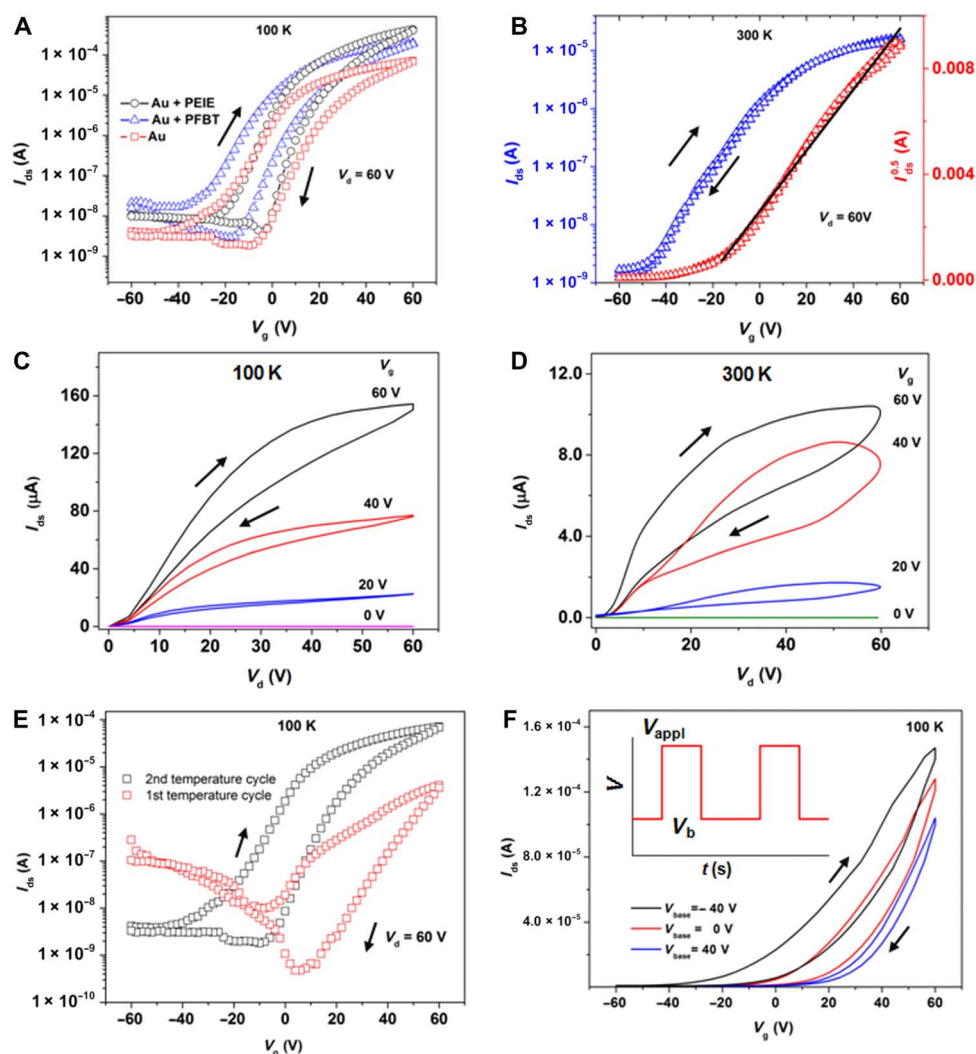 A
100 K
1 × 10⁻⁴
1 × 10⁻⁵
1 × 10⁻⁶
1 × 10⁻⁷
1 × 10⁻⁸
1 × 10⁻⁹
Ids (A)
Au + PEIE
Au + PFBT
Au
Vd = 60 V
−60 −40 −20 0 20 40 60
Vg (V)
B
300 K
1 × 10⁻⁵
1 × 10⁻⁶
1 × 10⁻⁷
1 × 10⁻⁸
1 × 10⁻⁹
Ids (A)
0.008
0.004
0.000
Ids^0.5 (A)
Vd = 60V
−60 −40 −20 0 20 40 60
Vg (V)
C
100 K
Vg
60 V
40 V
20 V
0 V
160
120
80
40
0
Ids (μA)
0 10 20 30 40 50 60
Vd (V)
D
300 K
Vg
60 V
40 V
20 V
0 V
12.0
8.0
4.0
0.0
Ids (μA)
0 20 40 60
Vd (V)
E
100 K
1 × 10⁻⁴
1 × 10⁻⁵
1 × 10⁻⁶
1 × 10⁻⁷
1 × 10⁻⁸
1 × 10⁻⁹
1 × 10⁻¹⁰
Ids (A)
2nd temperature cycle
1st temperature cycle
Vd = 60 V
−60 −40 −20 0 20 40 60
Vg (V)
F
100 K
1.6 × 10⁻⁴
1.2 × 10⁻⁴
8.0 × 10⁻⁵
4.0 × 10⁻⁵
Ids (A)
Vappl
Vb
t (s)
Vbase = − 40 V
Vbase = 0 V
Vbase = 40 V
−60 −40 −20 0 20 40 60
Vg (V)